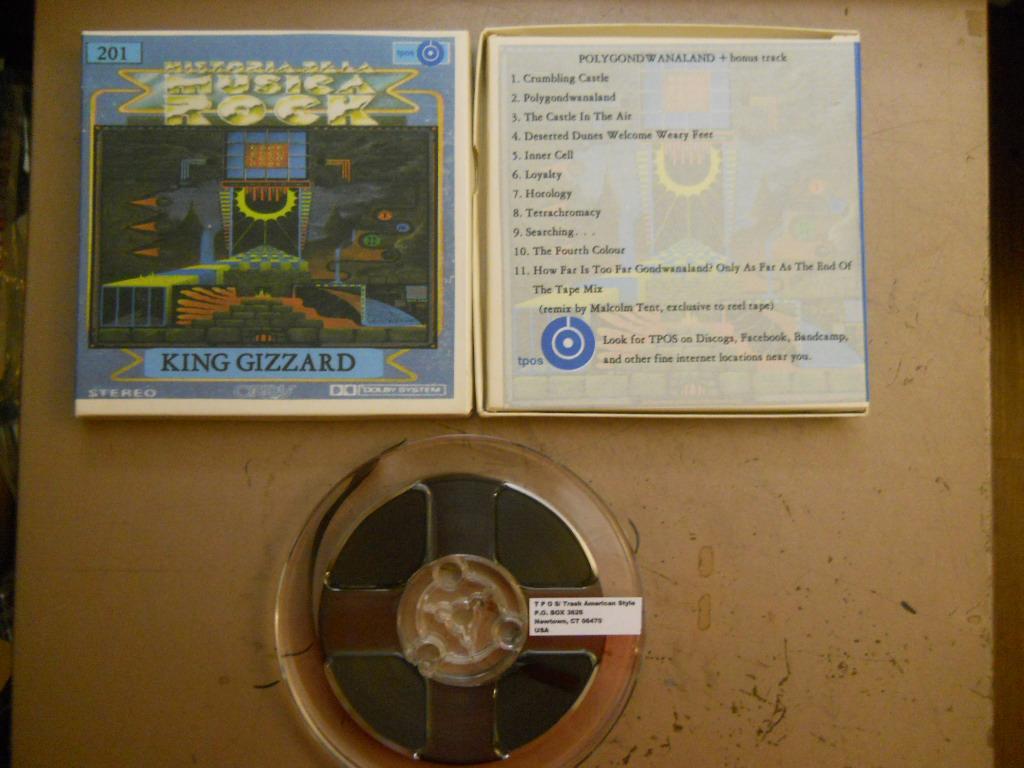 201
tpos
HISTORIA DELLA
MUSICA
ROCK
KING GIZZARD
STEREO
DOLBY SYSTEM
POLYGONDWANALAND + bonus track
1. Crumbling Castle
2. Polygondwanaland
3. The Castle In The Air
4. Deserted Dunes Welcome Weary Feet
5. Inner Cell
6. Loyalty
7. Horology
8. Tetrachromacy
9. Searching. . .
10. The Fourth Colour
11. How Far Is Too Far Gondwanaland? Only As Far As The End Of
The Tape Mix
(remix by Malcolm Tent, exclusive to reel tape)
tpos
Look for TPOS on Discogs, Facebook, Bandcamp,
and other fine internet locations near you.
T P O S/ Trash American Style
P.O. BOX 3626
Newtown, CT 06470
USA